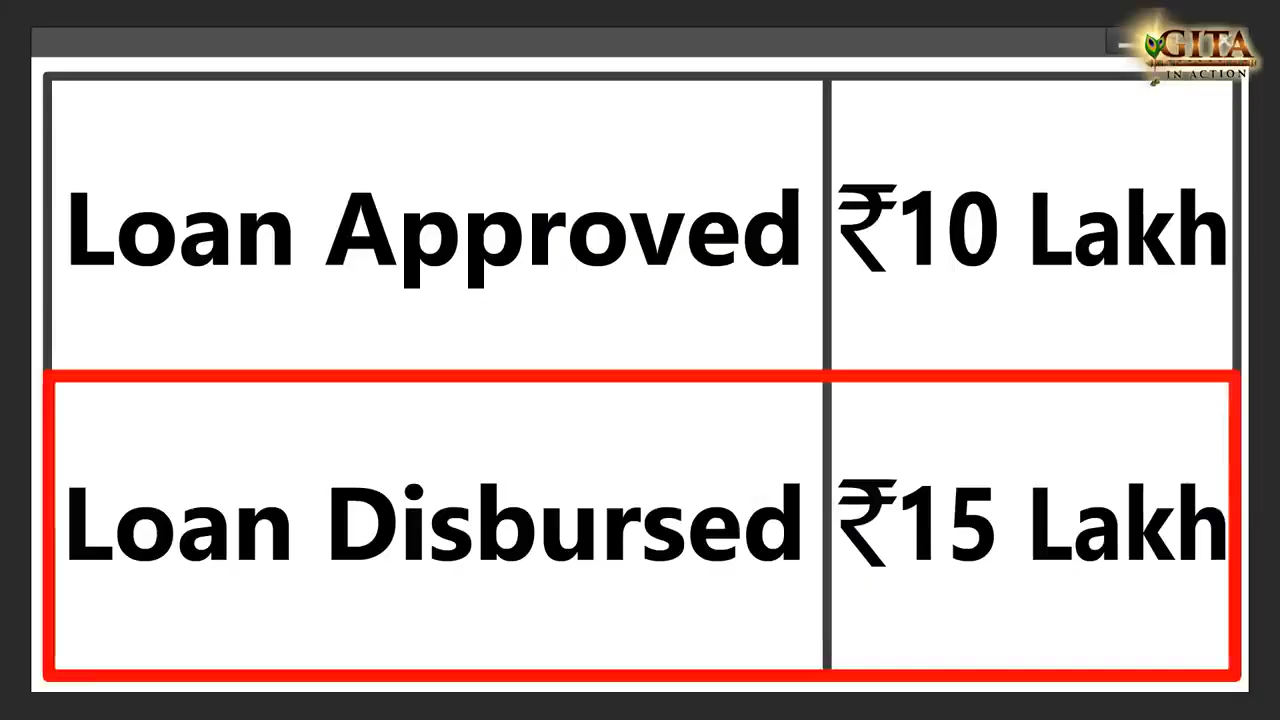 GITA
IN ACTION
Loan Approved ₹10 Lakh
Loan Disbursed ₹15 Lakh